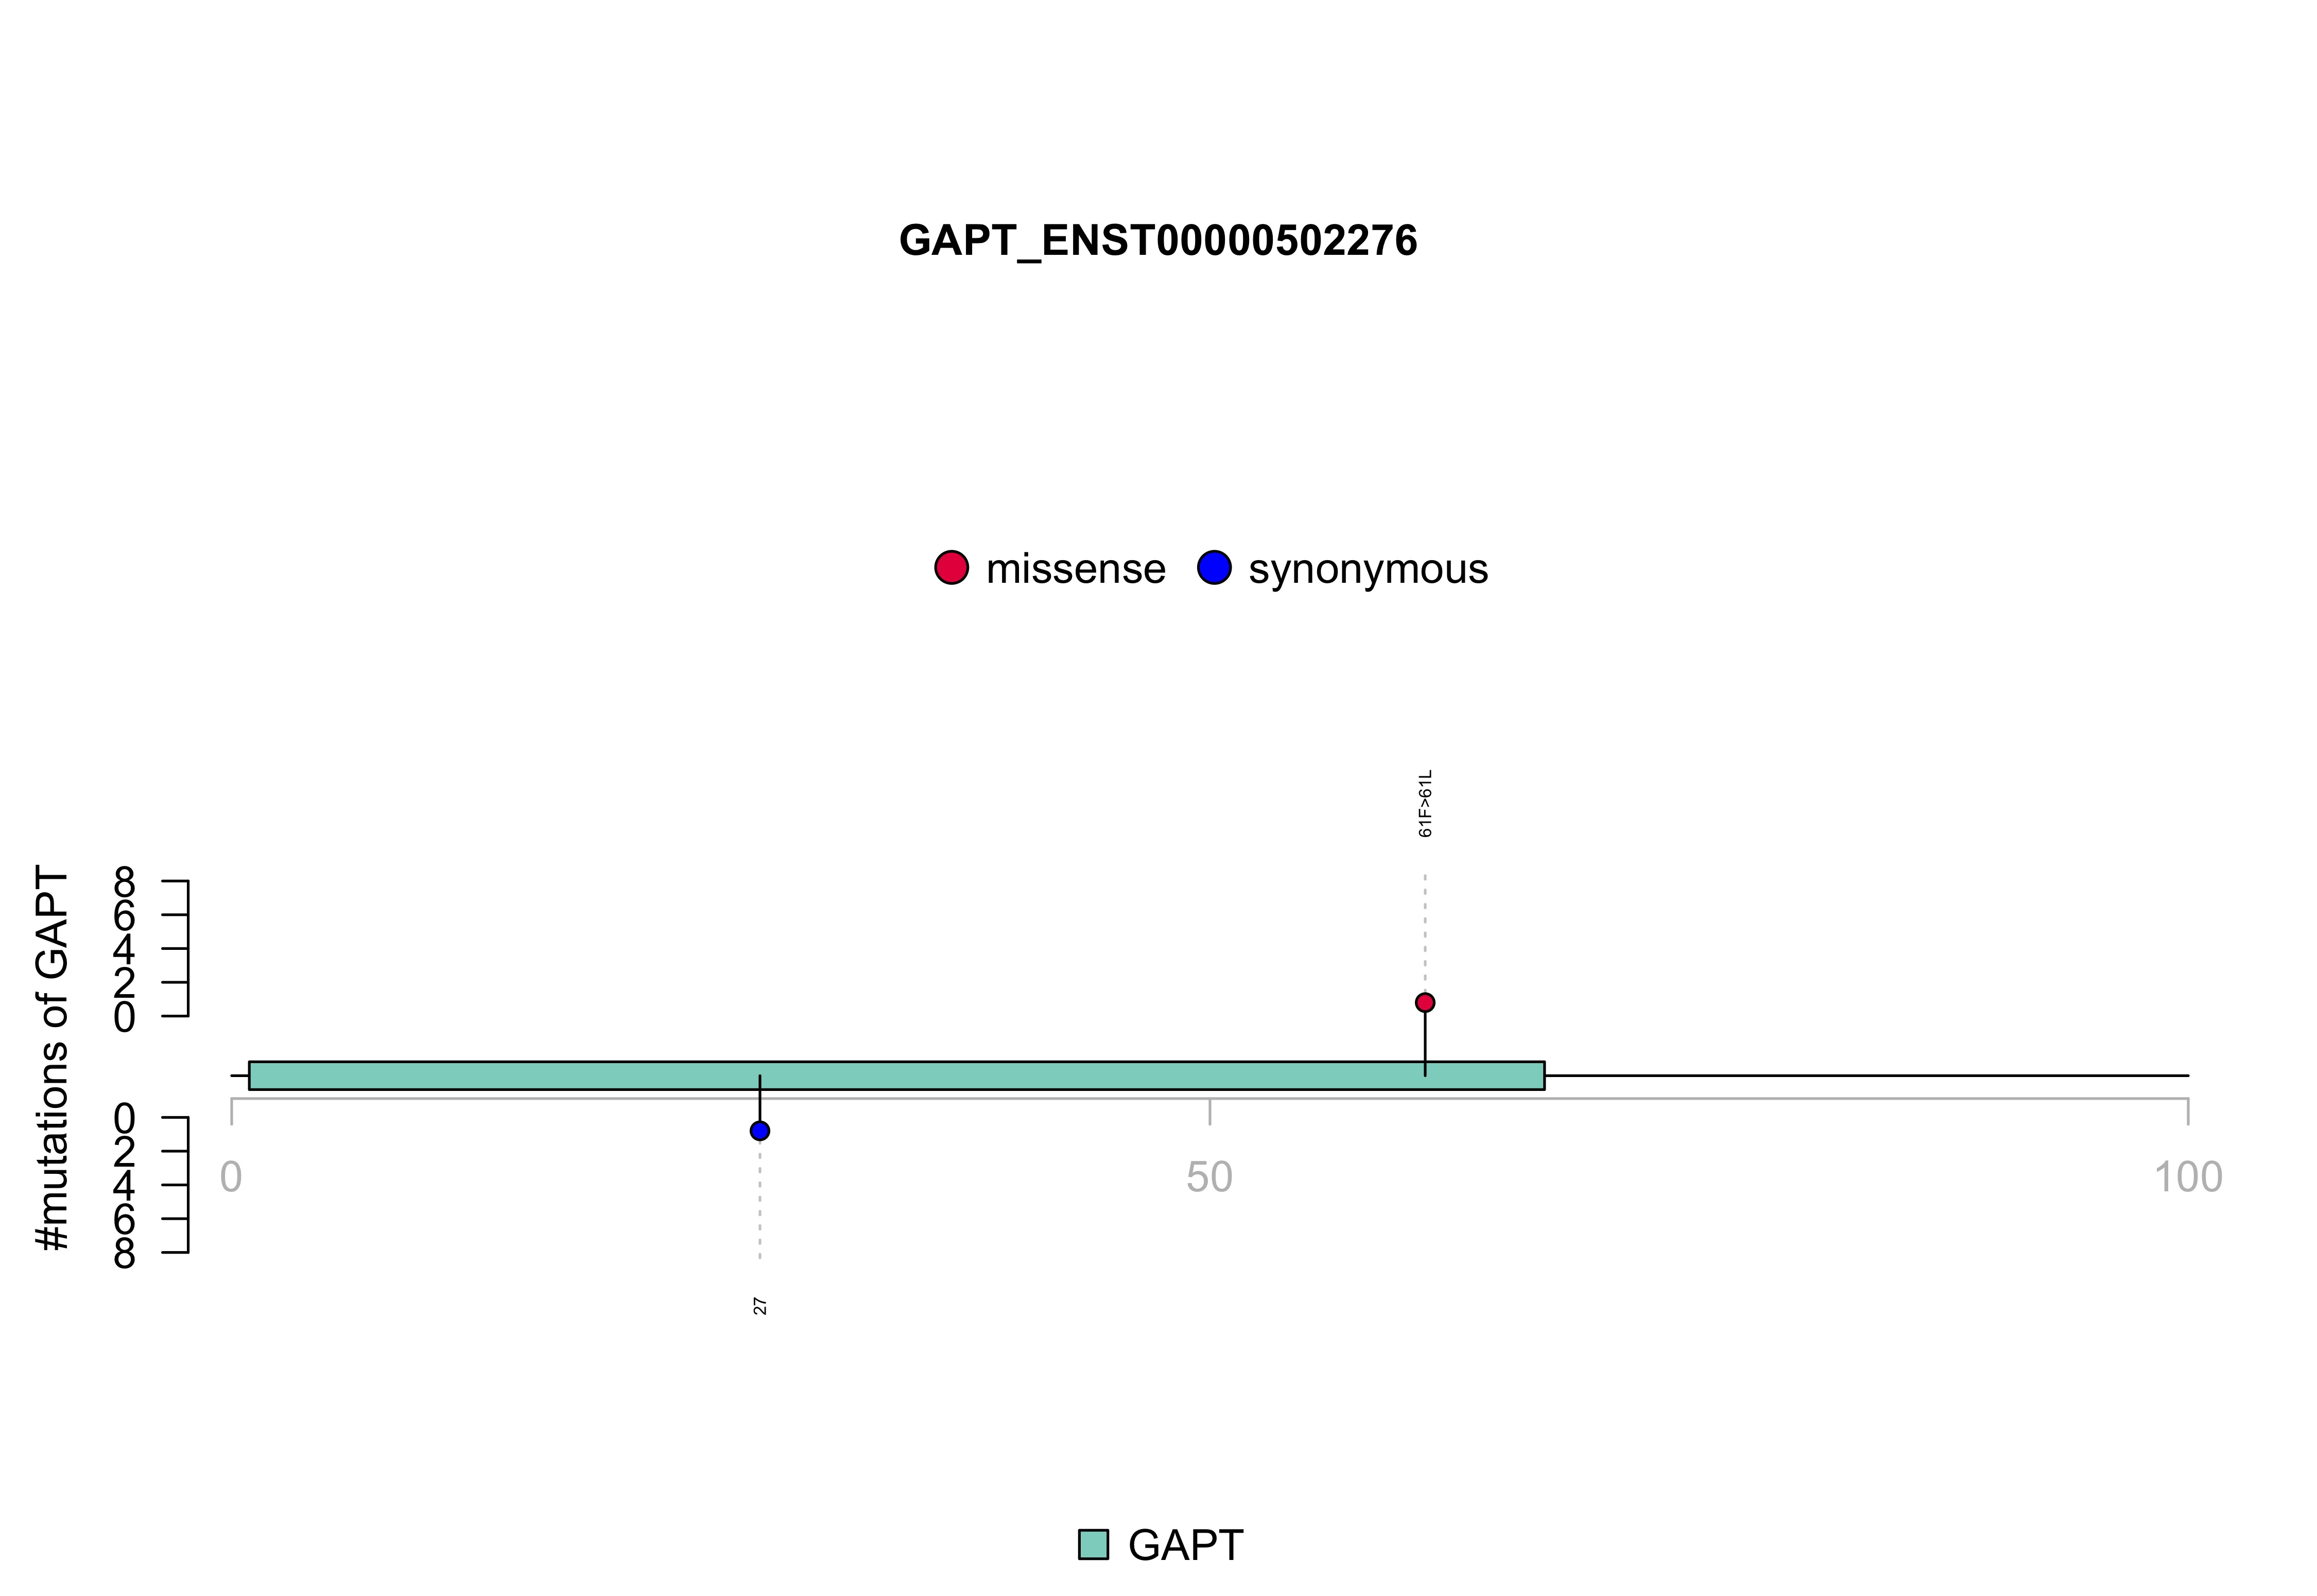 GAPT_ENST00000502276
missense
synonymous
61F>61L
#mutations of GAPT
8
6
4
2
0
0
2
4
6
8
0
50
100
27
GAPT